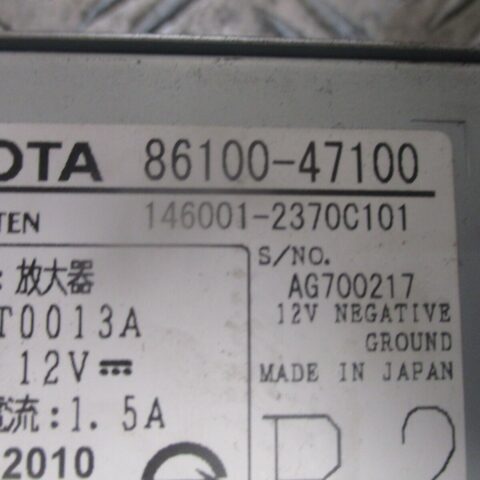 OTA 86100-47100
TEN 146001-2370C101
: 放大器
S/NO.
AG700217
T0013A
12V NEGATIVE
GROUND
12V
MADE IN JAPAN
流:1.5A
2010
P 2